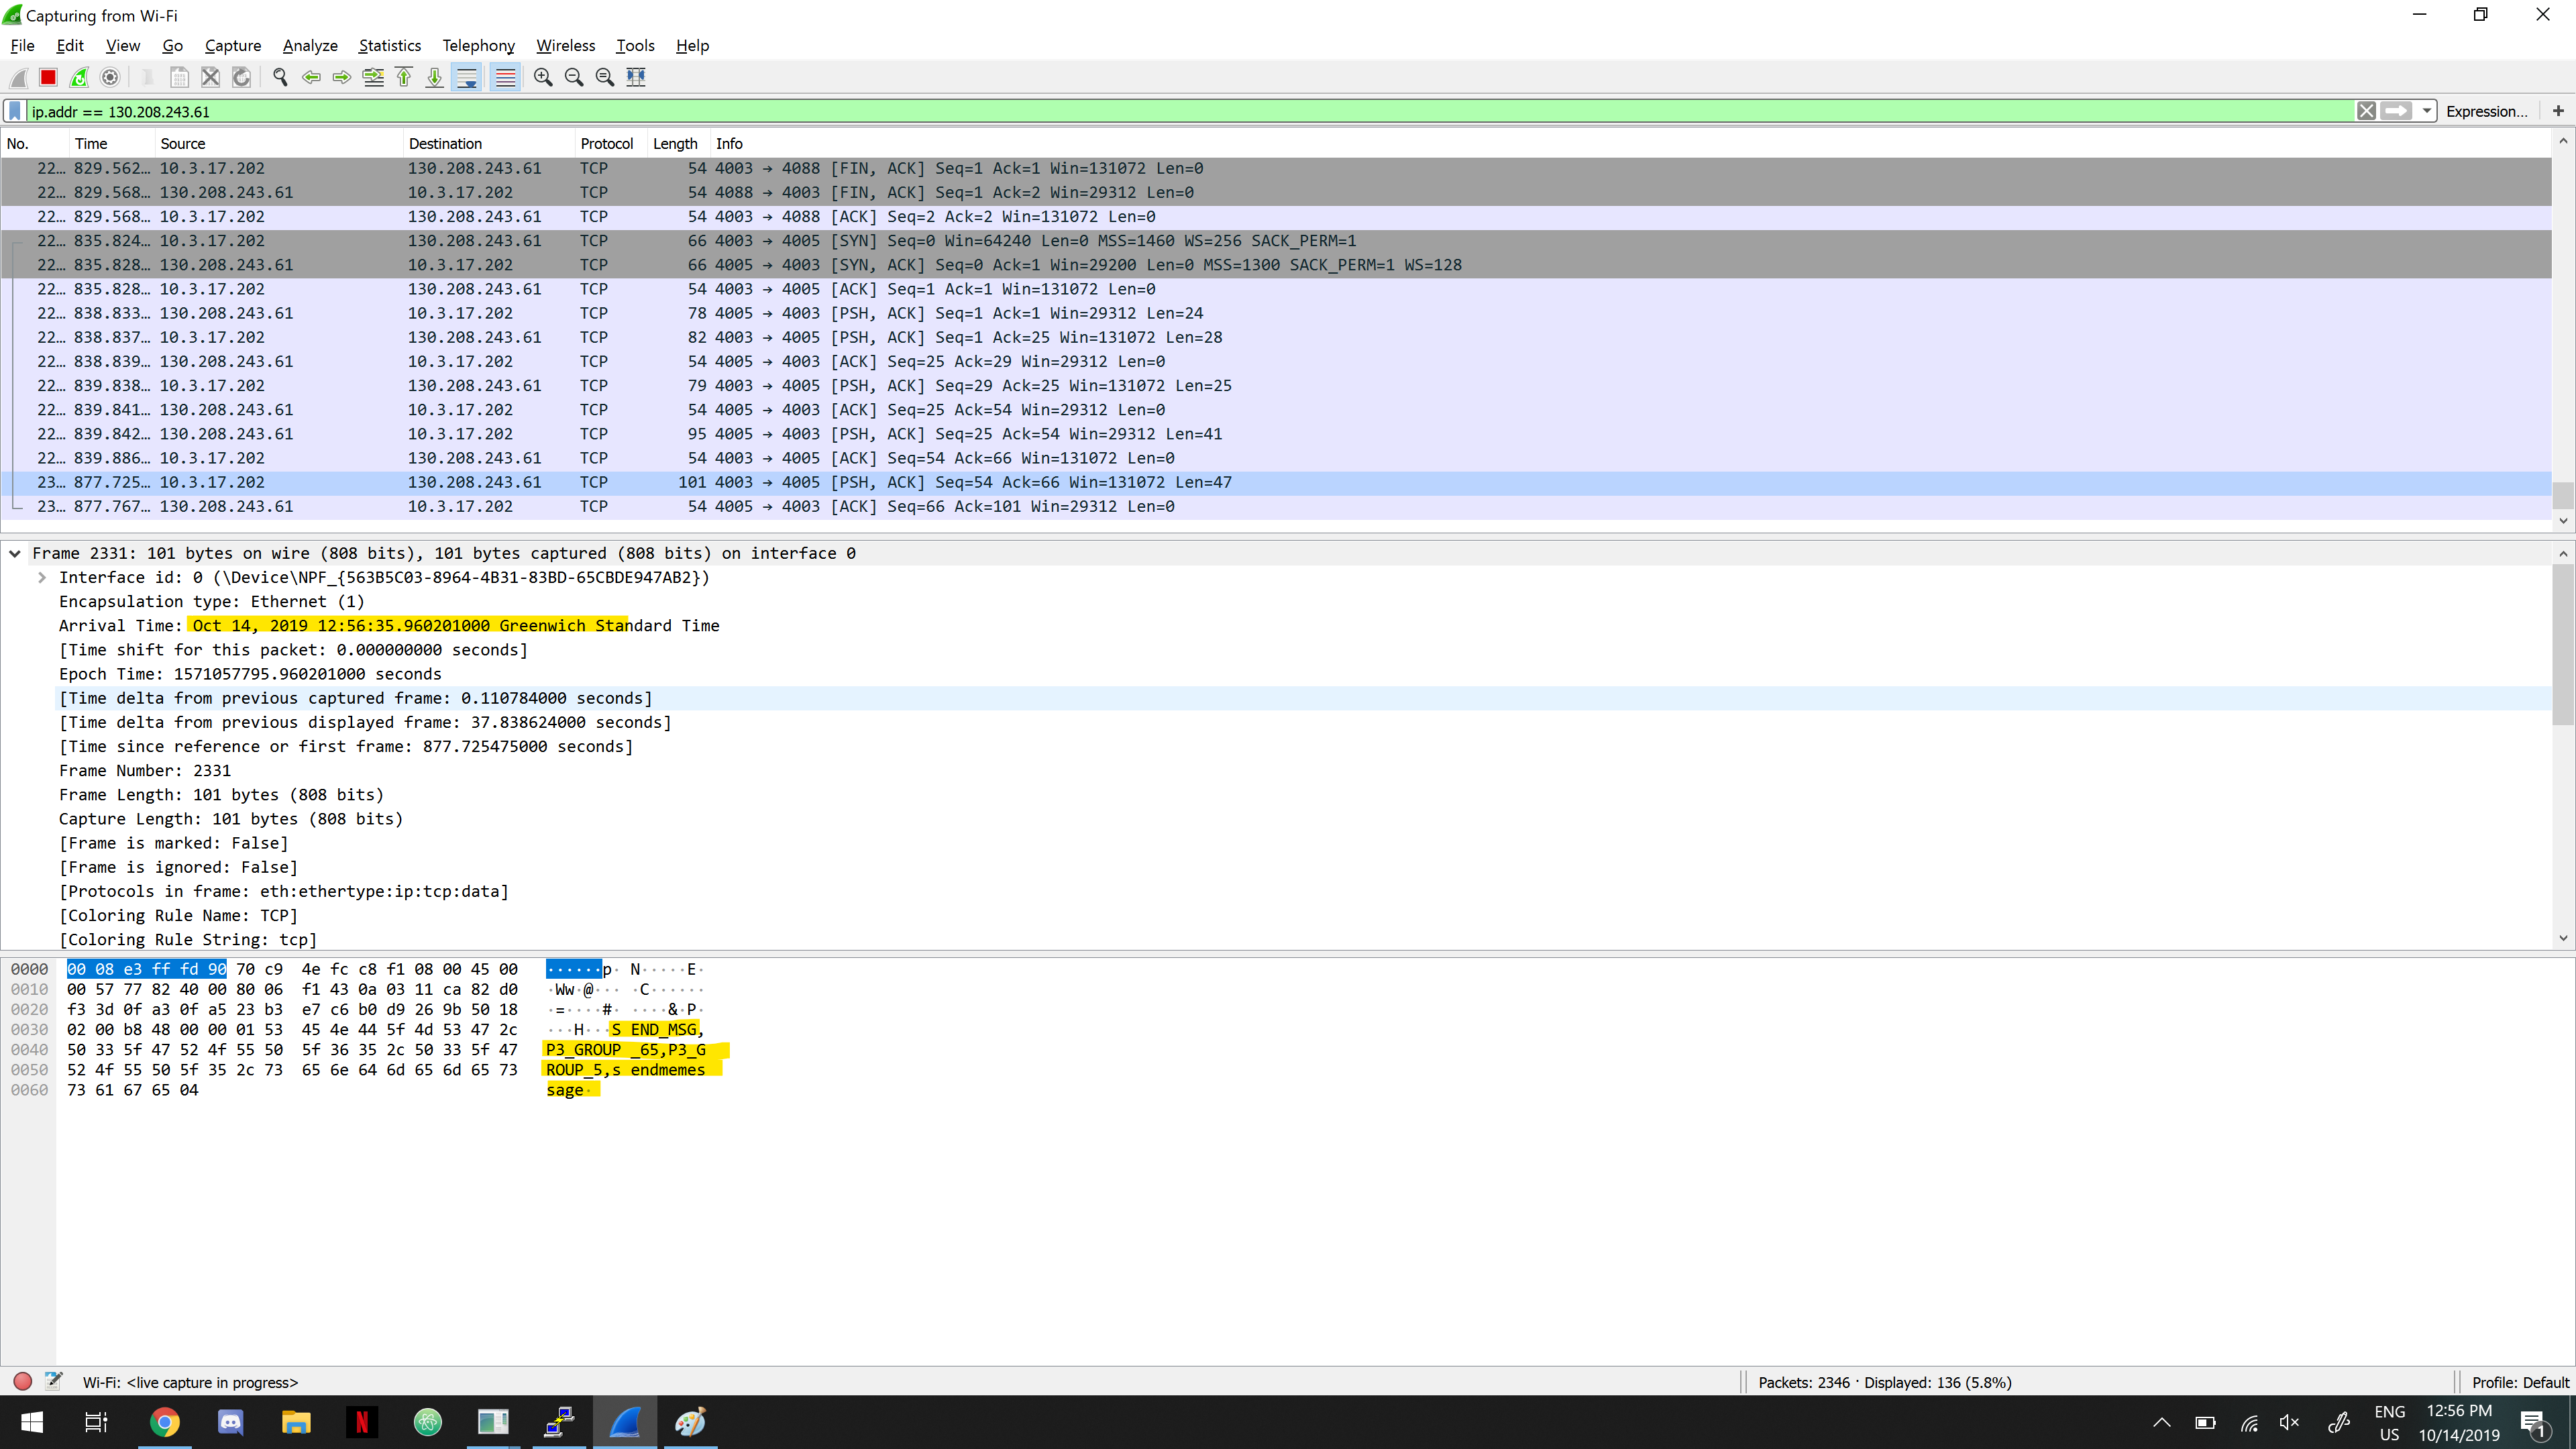 Capturing from Wi-Fi
File Edit View Go Capture Analyze Statistics Telephony Wireless Tools Help
ip.addr == 130.208.243.61 Expression... +
No. Time Source Destination Protocol Length Info
22… 829.562… 10.3.17.202 130.208.243.61 TCP 54 4003 → 4088 [FIN, ACK] Seq=1 Ack=1 Win=131072 Len=0
22… 829.568… 130.208.243.61 10.3.17.202 TCP 54 4088 → 4003 [FIN, ACK] Seq=1 Ack=2 Win=29312 Len=0
22… 829.568… 10.3.17.202 130.208.243.61 TCP 54 4003 → 4088 [ACK] Seq=2 Ack=2 Win=131072 Len=0
22… 835.824… 10.3.17.202 130.208.243.61 TCP 66 4003 → 4005 [SYN] Seq=0 Win=64240 Len=0 MSS=1460 WS=256 SACK_PERM=1
22… 835.828… 130.208.243.61 10.3.17.202 TCP 66 4005 → 4003 [SYN, ACK] Seq=0 Ack=1 Win=29200 Len=0 MSS=1300 SACK_PERM=1 WS=128
22… 835.828… 10.3.17.202 130.208.243.61 TCP 54 4003 → 4005 [ACK] Seq=1 Ack=1 Win=131072 Len=0
22… 838.833… 130.208.243.61 10.3.17.202 TCP 78 4005 → 4003 [PSH, ACK] Seq=1 Ack=1 Win=29312 Len=24
22… 838.837… 10.3.17.202 130.208.243.61 TCP 82 4003 → 4005 [PSH, ACK] Seq=1 Ack=25 Win=131072 Len=28
22… 838.839… 130.208.243.61 10.3.17.202 TCP 54 4005 → 4003 [ACK] Seq=25 Ack=29 Win=29312 Len=0
22… 839.838… 10.3.17.202 130.208.243.61 TCP 79 4003 → 4005 [PSH, ACK] Seq=29 Ack=25 Win=131072 Len=25
22… 839.841… 130.208.243.61 10.3.17.202 TCP 54 4005 → 4003 [ACK] Seq=25 Ack=54 Win=29312 Len=0
22… 839.842… 130.208.243.61 10.3.17.202 TCP 95 4005 → 4003 [PSH, ACK] Seq=25 Ack=54 Win=29312 Len=41
22… 839.886… 10.3.17.202 130.208.243.61 TCP 54 4003 → 4005 [ACK] Seq=54 Ack=66 Win=131072 Len=0
23… 877.725… 10.3.17.202 130.208.243.61 TCP 101 4003 → 4005 [PSH, ACK] Seq=54 Ack=66 Win=131072 Len=47
23… 877.767… 130.208.243.61 10.3.17.202 TCP 54 4005 → 4003 [ACK] Seq=66 Ack=101 Win=29312 Len=0
Frame 2331: 101 bytes on wire (808 bits), 101 bytes captured (808 bits) on interface 0
Interface id: 0 (\Device\NPF_{563B5C03-8964-4B31-83BD-65CBDE947AB2})
Encapsulation type: Ethernet (1)
Arrival Time: Oct 14, 2019 12:56:35.960201000 Greenwich Standard Time
[Time shift for this packet: 0.000000000 seconds]
Epoch Time: 1571057795.960201000 seconds
[Time delta from previous captured frame: 0.110784000 seconds]
[Time delta from previous displayed frame: 37.838624000 seconds]
[Time since reference or first frame: 877.725475000 seconds]
Frame Number: 2331
Frame Length: 101 bytes (808 bits)
Capture Length: 101 bytes (808 bits)
[Frame is marked: False]
[Frame is ignored: False]
[Protocols in frame: eth:ethertype:ip:tcp:data]
[Coloring Rule Name: TCP]
[Coloring Rule String: tcp]
0000 00 08 e3 ff fd 90 70 c9 4e fc c8 f1 08 00 45 00 ······p· N·····E·
0010 00 57 77 82 40 00 80 06 f1 43 0a 03 11 ca 82 d0 ·Ww·@··· ·C······
0020 f3 3d 0f a3 0f a5 23 b3 e7 c6 b0 d9 26 9b 50 18 ·=····#· ····&·P·
0030 02 00 b8 48 00 00 01 53 45 4e 44 5f 4d 53 47 2c ···H···S END_MSG,
0040 50 33 5f 47 52 4f 55 50 5f 36 35 2c 50 33 5f 47 P3_GROUP _65,P3_G
0050 52 4f 55 50 5f 35 2c 73 65 6e 64 6d 65 6d 65 73 ROUP_5,s endmemes
0060 73 61 67 65 04 sage·
Wi-Fi: <live capture in progress> Packets: 2346 · Displayed: 136 (5.8%) Profile: Default
ENG 12:56 PM
US 10/14/2019 1